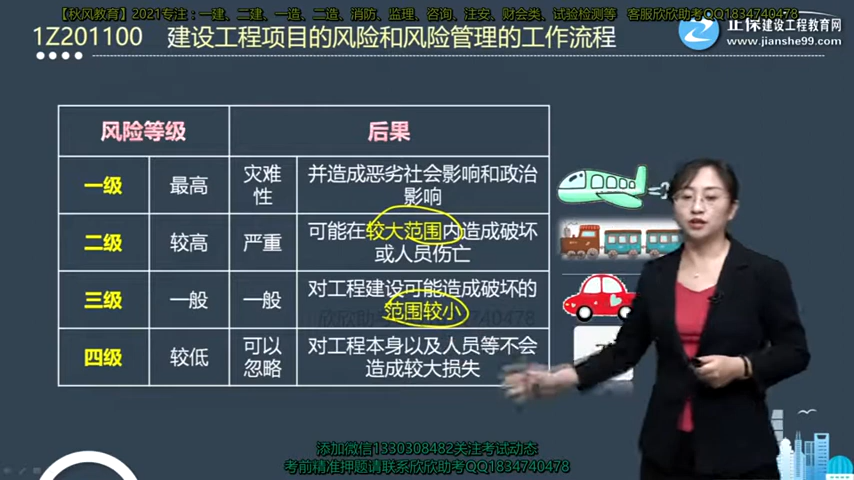 【秋风教育】2021专注：一建、二建、一造、二造、消防、监理、咨询、注安、财会类、试验检测等 客服欣欣助考QQ1834740478
1Z201100 建设工程项目的风险和风险管理的工作流程
正保建设工程教育网
www.jianshe99.com
风险等级 后果
一级 最高 灾难性 并造成恶劣社会影响和政治影响
二级 较高 严重 可能在较大范围内造成破坏或人员伤亡
三级 一般 一般 对工程建设可能造成破坏的范围较小
四级 较低 可以忽略 对工程本身以及人员等不会造成较大损失
添加微信1330308482关注考试动态
考前精准押题请联系欣欣助考QQ1834740478